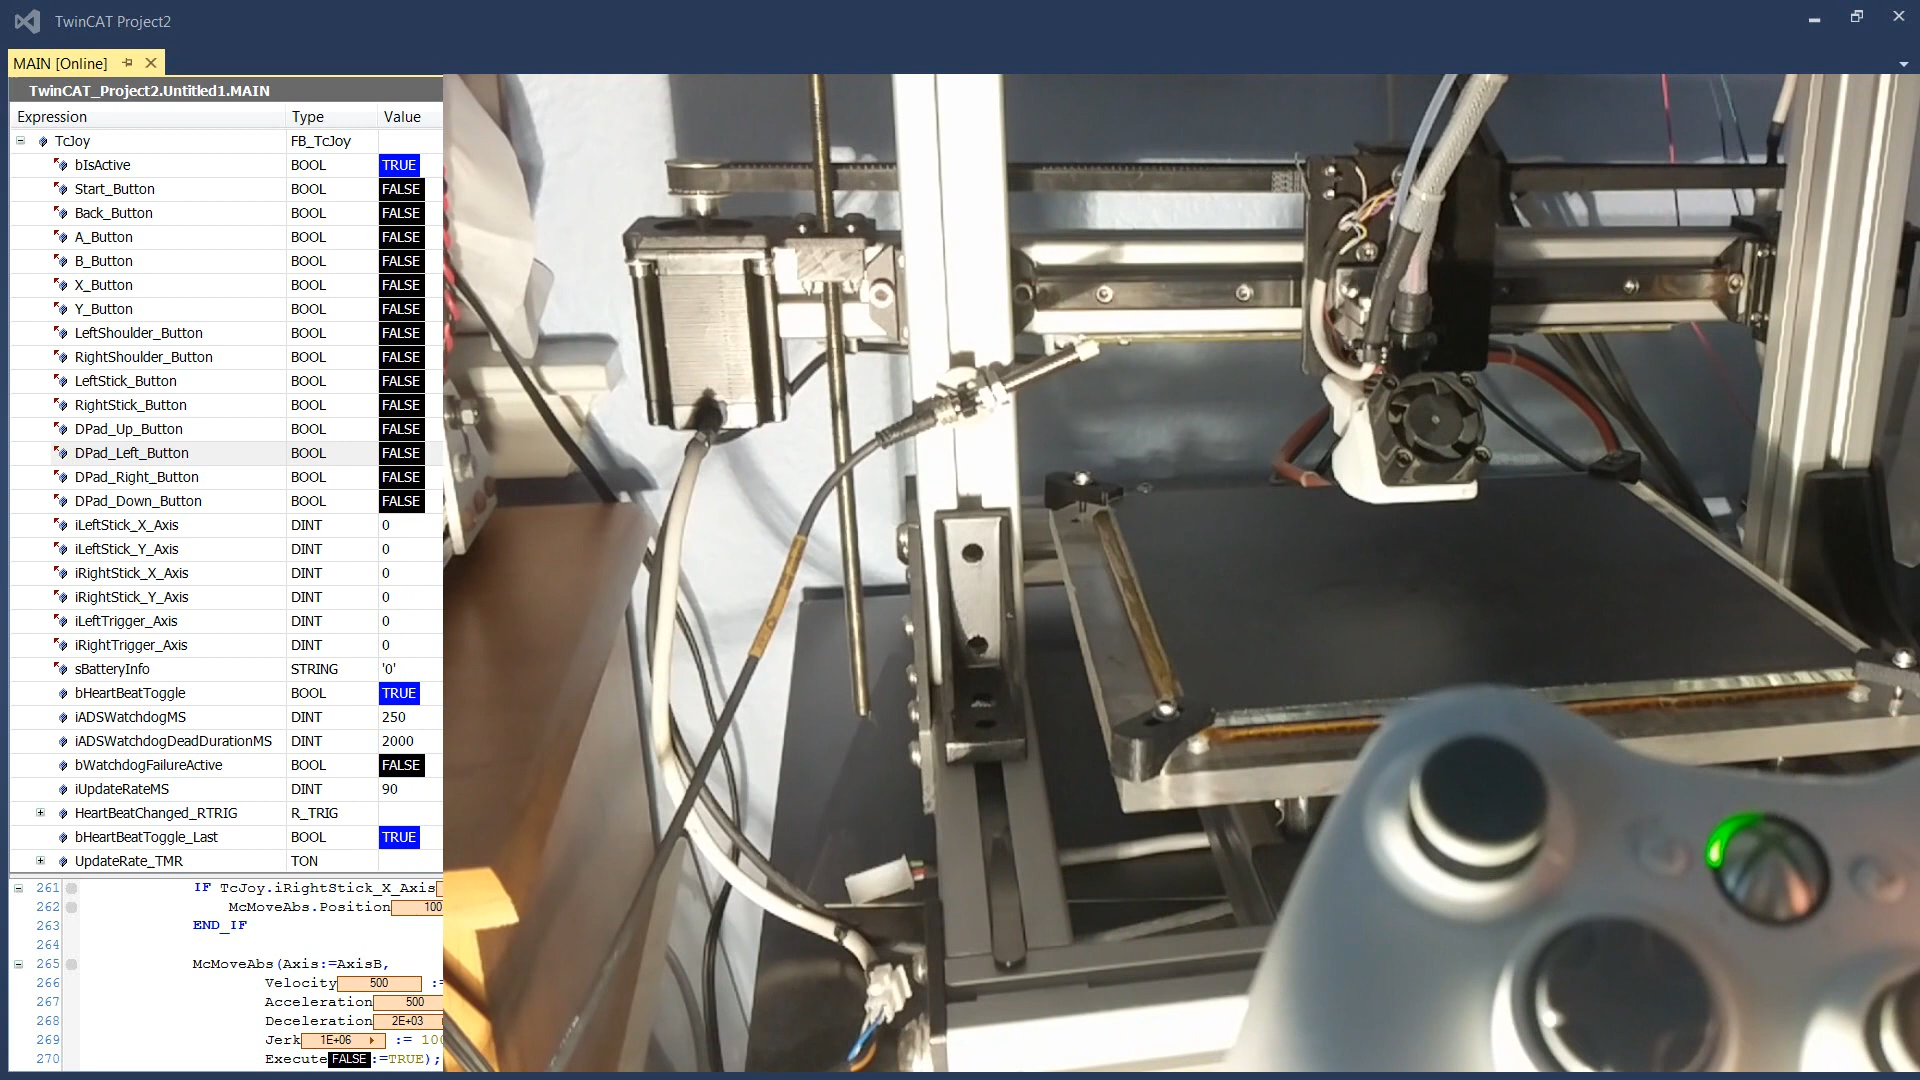 TwinCAT Project2
MAIN [Online]
TwinCAT_Project2.Untitled1.MAIN
Expression Type Value
TcJoy FB_TcJoy
bIsActive BOOL TRUE
Start_Button BOOL FALSE
Back_Button BOOL FALSE
A_Button BOOL FALSE
B_Button BOOL FALSE
X_Button BOOL FALSE
Y_Button BOOL FALSE
LeftShoulder_Button BOOL FALSE
RightShoulder_Button BOOL FALSE
LeftStick_Button BOOL FALSE
RightStick_Button BOOL FALSE
DPad_Up_Button BOOL FALSE
DPad_Left_Button BOOL FALSE
DPad_Right_Button BOOL FALSE
DPad_Down_Button BOOL FALSE
iLeftStick_X_Axis DINT 0
iLeftStick_Y_Axis DINT 0
iRightStick_X_Axis DINT 0
iRightStick_Y_Axis DINT 0
iLeftTrigger_Axis DINT 0
iRightTrigger_Axis DINT 0
sBatteryInfo STRING '0'
bHeartBeatToggle BOOL TRUE
iADSWatchdogMS DINT 250
iADSWatchdogDeadDurationMS DINT 2000
bWatchdogFailureActive BOOL FALSE
iUpdateRateMS DINT 90
HeartBeatChanged_RTRIG R_TRIG
bHeartBeatToggle_Last BOOL TRUE
UpdateRate_TMR TON
261 IF TcJoy.iRightStick_X_Axis
262 McMoveAbs.Position 100
263 END_IF
264
265 McMoveAbs(Axis:=AxisB,
266 Velocity 500 :=
267 Acceleration 500
268 Deceleration 2E+03
269 Jerk 1E+06 := 100
270 Execute FALSE :=TRUE);